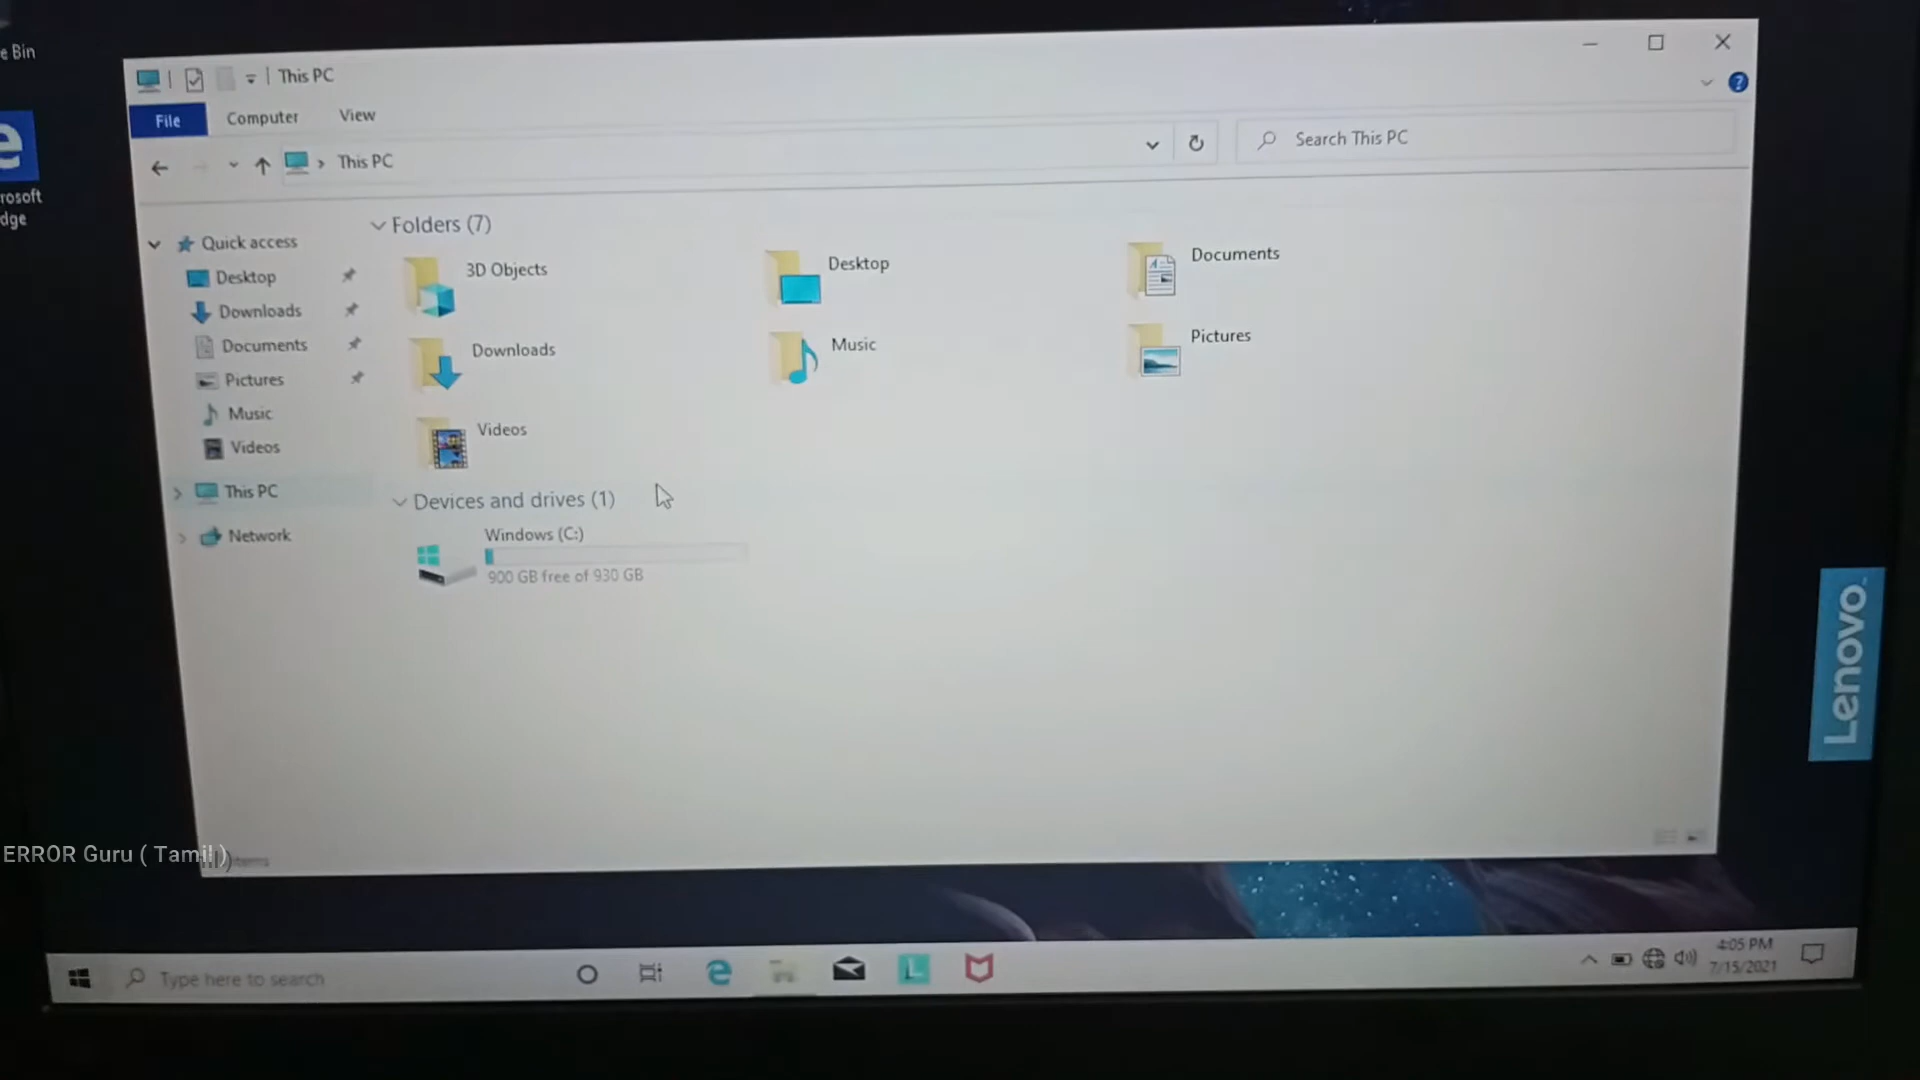 e Bin
rosoft
dge
This PC
File
Computer
View
This PC
Search This PC
Quick access
Desktop
Downloads
Documents
Pictures
Music
Videos
This PC
Network
Folders (7)
3D Objects
Desktop
Documents
Downloads
Music
Pictures
Videos
Devices and drives (1)
Windows (C:)
900 GB free of 930 GB
Lenovo
ERROR Guru ( Tamil )
items
Type here to search
4:05 PM
7/15/2021